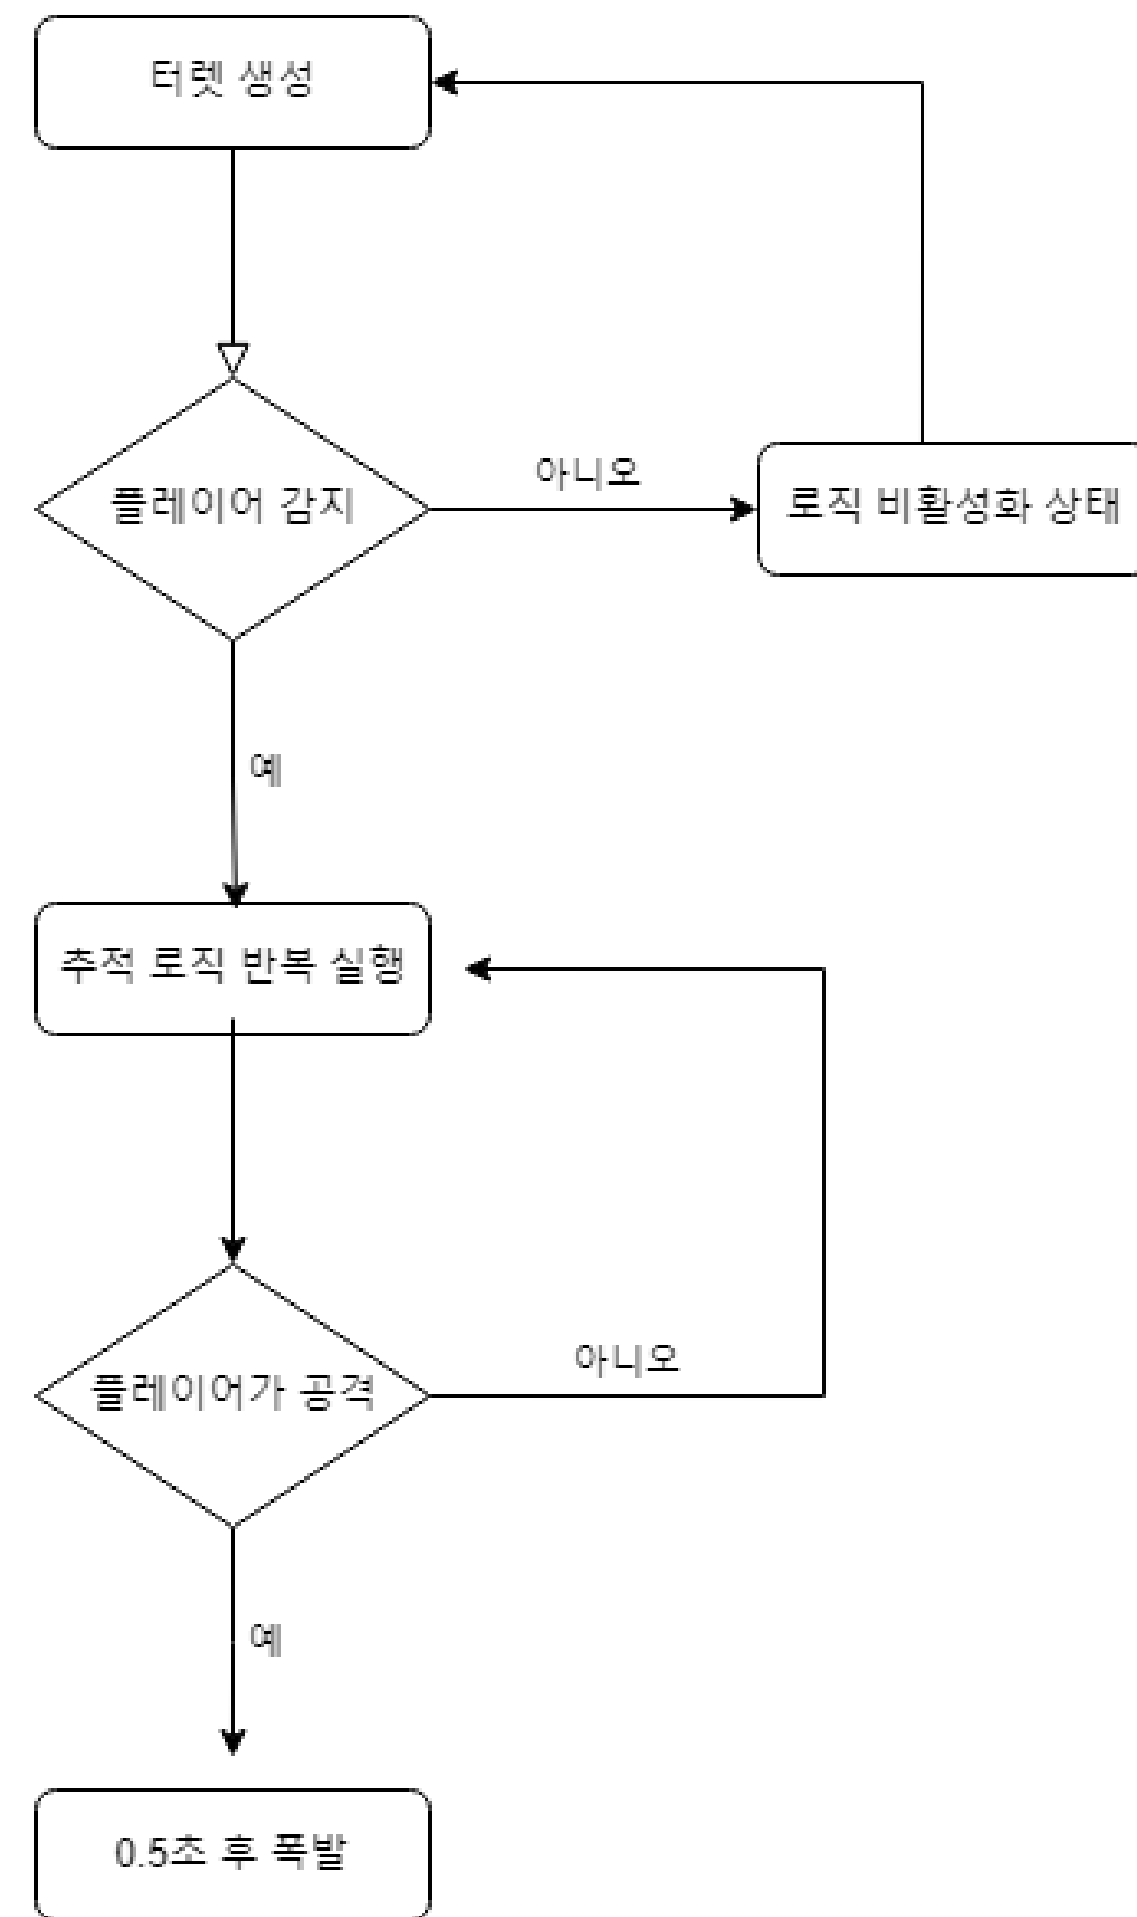 터렛 생성
플레이어 감지
아니오
로직 비활성화 상태
예
추적 로직 반복 실행
플레이어가 공격
아니오
예
0.5초 후 폭발